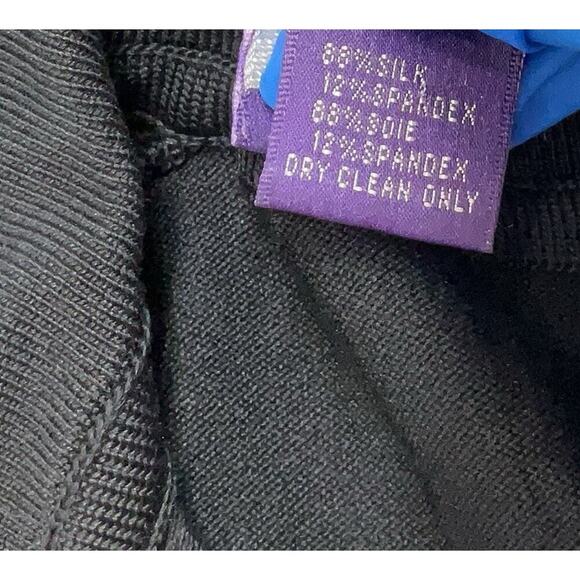 88% SILK
12% SPANDEX
88% SOIE
12% SPANDEX
DRY CLEAN ONLY